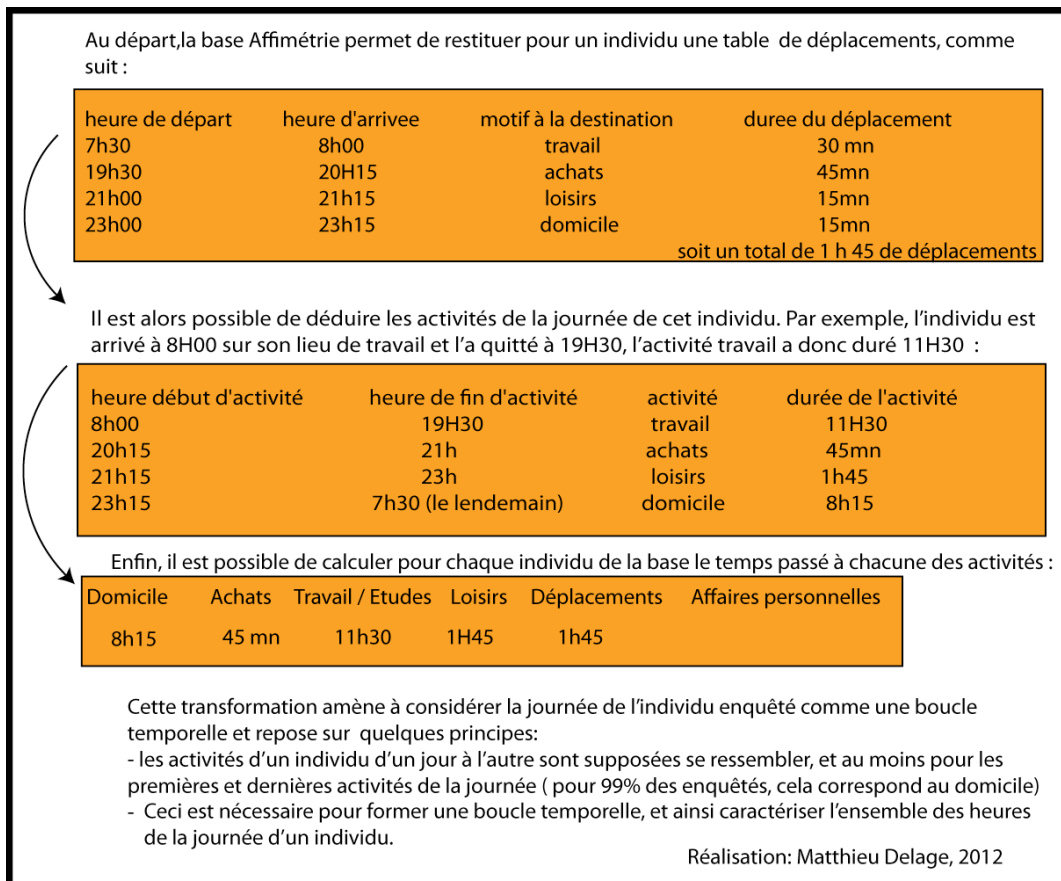 Au départ,la base Affimétrie permet de restituer pour un individu une table de déplacements, comme
suit :
heure de départ heure d'arrivee motif à la destination duree du déplacement
7h30 8h00 travail 30 mn
19h30 20H15 achats 45mn
21h00 21h15 loisirs 15mn
23h00 23h15 domicile 15mn
soit un total de 1 h 45 de déplacements
Il est alors possible de déduire les activités de la journée de cet individu. Par exemple, l'individu est
arrivé à 8H00 sur son lieu de travail et l'a quitté à 19H30, l'activité travail a donc duré 11H30 :
heure début d'activité heure de fin d'activité activité durée de l'activité
8h00 19H30 travail 11H30
20h15 21h achats 45mn
21h15 23h loisirs 1h45
23h15 7h30 (le lendemain) domicile 8h15
Enfin, il est possible de calculer pour chaque individu de la base le temps passé à chacune des activités :
Domicile Achats Travail / Etudes Loisirs Déplacements Affaires personnelles
8h15 45 mn 11h30 1H45 1h45
Cette transformation amène à considérer la journée de l'individu enquêté comme une boucle
temporelle et repose sur quelques principes:
- les activités d'un individu d'un jour à l'autre sont supposées se ressembler, et au moins pour les
premières et dernières activités de la journée ( pour 99% des enquêtés, cela correspond au domicile)
- Ceci est nécessaire pour former une boucle temporelle, et ainsi caractériser l'ensemble des heures
de la journée d'un individu.
Réalisation: Matthieu Delage, 2012